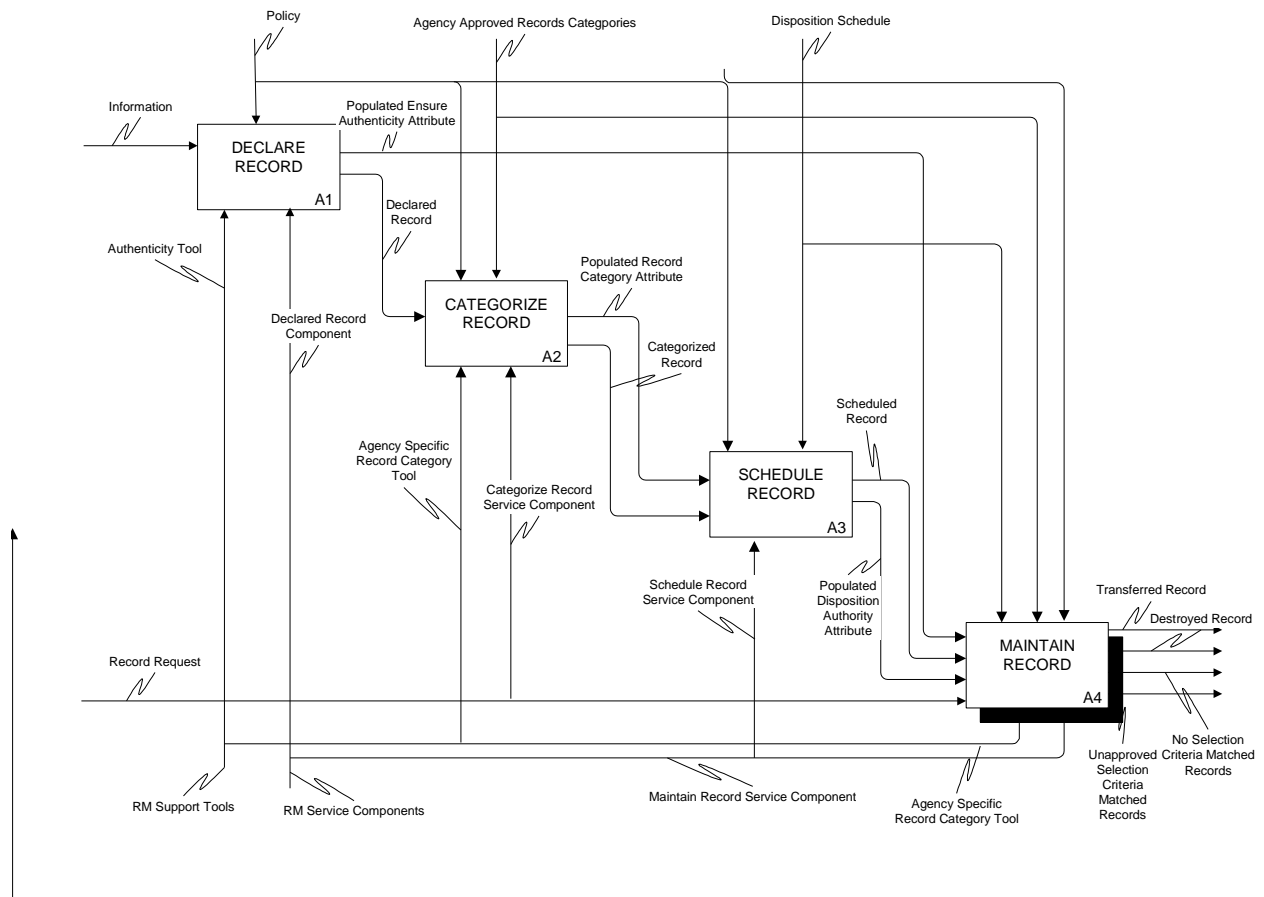 Policy
Agency Approved Records Categpories
Disposition Schedule
Information
Populated Ensure
Authenticity Attribute
DECLARE
RECORD
A1
Declared
Record
Authenticity Tool
Populated Record
Category Attribute
CATEGORIZE
RECORD
A2
Declared Record
Component
Categorized
Record
Scheduled
Record
Agency Specific
Record Category
Tool
SCHEDULE
RECORD
A3
Categorize Record
Service Component
Schedule Record
Service Component
Populated
Disposition
Authority
Attribute
Transferred Record
Destroyed Record
MAINTAIN
RECORD
A4
Record Request
No Selection
Criteria Matched
Records
Unapproved
Selection
Criteria
Matched
Records
RM Support Tools
RM Service Components
Maintain Record Service Component
Agency Specific
Record Category Tool